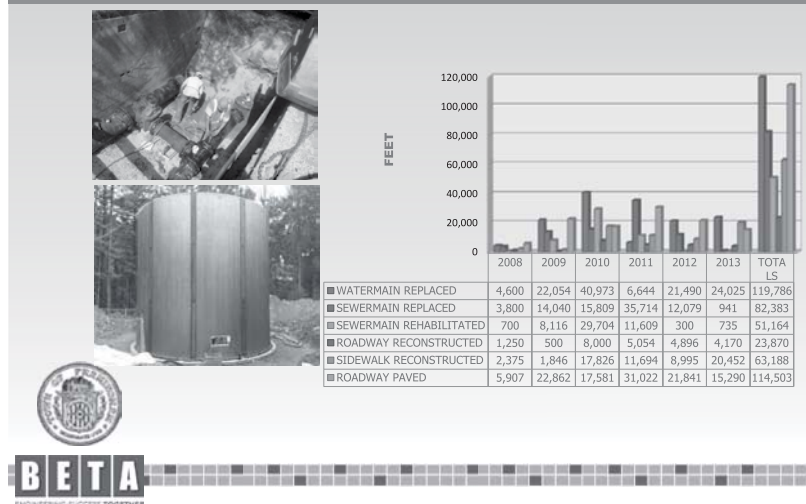 120,000
100,000
80,000
60,000
40,000
20,000
0
FEET
2008 2009 2010 2011 2012 2013 TOTA
LS
WATERMAIN REPLACED 4,600 22,054 40,973 6,644 21,490 24,025 119,786
SEWERMAIN REPLACED 3,800 14,040 15,809 35,714 12,079 941 82,383
SEWERMAIN REHABILITATED 700 8,116 29,704 11,609 300 735 51,164
ROADWAY RECONSTRUCTED 1,250 500 8,000 5,054 4,896 4,170 23,870
SIDEWALK RECONSTRUCTED 2,375 1,846 17,826 11,694 8,995 20,452 63,188
ROADWAY PAVED 5,907 22,862 17,581 31,022 21,841 15,290 114,503
TOWN OF
BETA
ENGINEERING SUCCESS TOGETHER